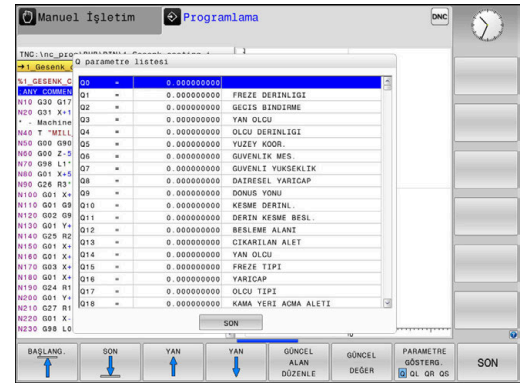 Manuel İşletim
Programlama
DNC
Q parametre listesi
→1_Gesenk_
%1_GESENK_C
ANY COMMEN
N10 G30 G17
N20 G31 X+1
* - Machine
N40 T "MILL
N50 G00 G90
N60 G00 Z-5
N70 G98 L1*
N80 G01 X+5
N90 G26 R3*
N100 G01 X+
N110 G01 G9
N120 G02 G9
N130 G01 Y+
N140 G25 R2
N150 G01 X+
N160 G01 X+
N170 G03 X+
N180 G01 X+
N190 G24 R1
N200 G01 Y+
N210 G27 R1
N220 G01 X-
N230 G98 L0
Q0 = 0.000000000
Q1 = 0.000000000 FREZE DERINLIGI
Q2 = 0.000000000 GECIS BINDIRME
Q3 = 0.000000000 YAN OLCU
Q4 = 0.000000000 OLCU DERINLIGI
Q5 = 0.000000000 YUZEY KOOR.
Q6 = 0.000000000 GUVENLIK MES.
Q7 = 0.000000000 GUVENLI YUKSEKLIK
Q8 = 0.000000000 DAIRESEL YARICAP
Q9 = 0.000000000 DONUS YONU
Q10 = 0.000000000 KESME DERINL.
Q11 = 0.000000000 DERIN KESME BESL.
Q12 = 0.000000000 BESLEME ALANI
Q13 = 0.000000000 CIKARILAN ALET
Q14 = 0.000000000 YAN OLCU
Q15 = 0.000000000 FREZE TIPI
Q16 = 0.000000000 YARICAP
Q17 = 0.000000000 OLCU TIPI
Q18 = 0.000000000 KAMA YERI ACMA ALETI
SON
BAŞLANG.
SON
YAN
YAN
GÜNCEL
ALAN
DÜZENLE
GÜNCEL
DEĞER
PARAMETRE
GÖSTERG.
Q QL QR QS
SON